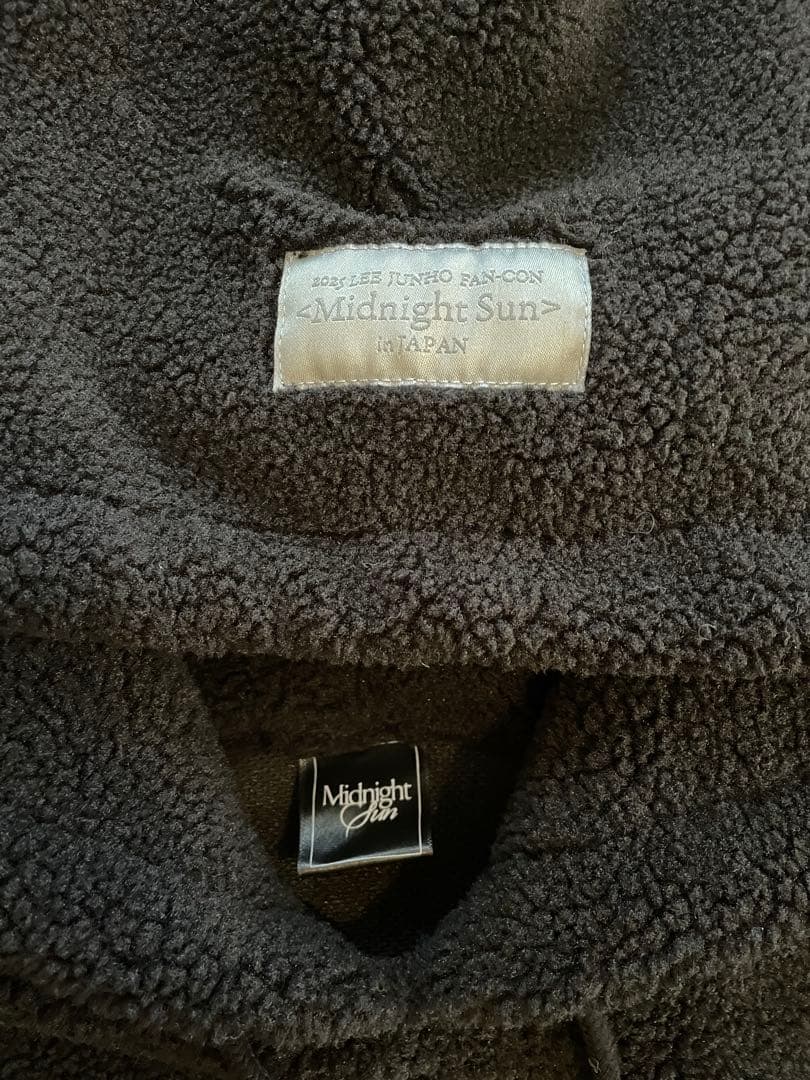 2025 LEE JUNHO FAN-CON
<Midnight Sun>
in JAPAN
Midnight
Sun